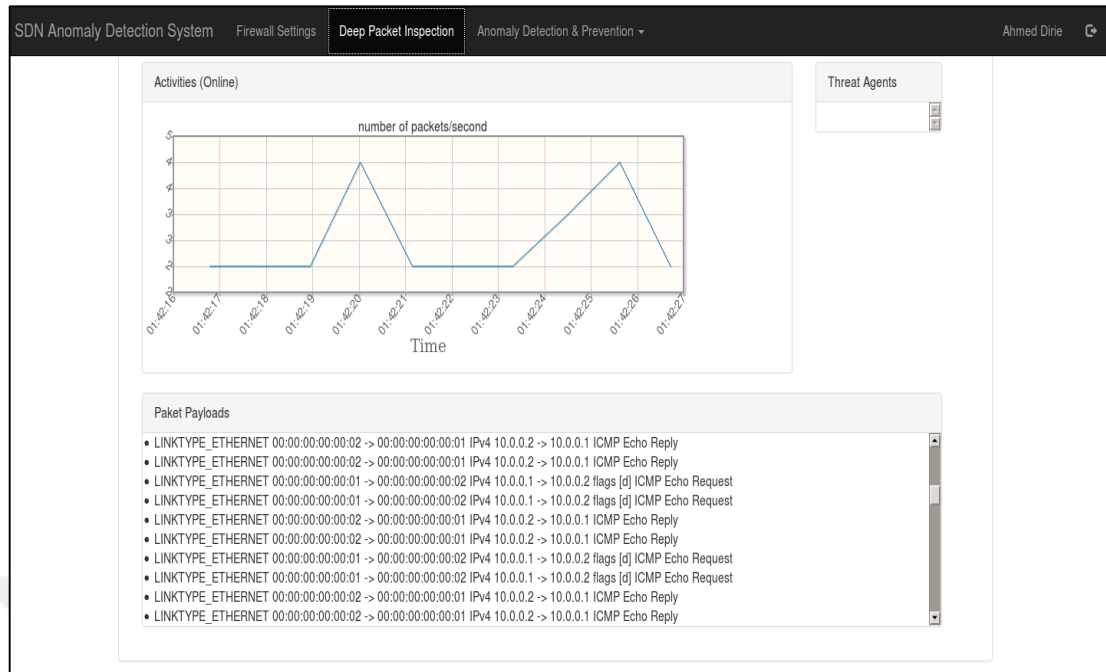 SDN Anomaly Detection System Firewall Settings Deep Packet Inspection Anomaly Detection & Prevention Ahmed Dirie
Activities (Online)
Threat Agents
number of packets/second
5
4
4
3
3
2
2
01:42:16 01:42:17 01:42:18 01:42:19 01:42:20 01:42:21 01:42:22 01:42:23 01:42:24 01:42:25 01:42:26 01:42:27
Time
Paket Payloads
• LINKTYPE_ETHERNET 00:00:00:00:00:02 -> 00:00:00:00:00:01 IPv4 10.0.0.2 -> 10.0.0.1 ICMP Echo Reply
• LINKTYPE_ETHERNET 00:00:00:00:00:02 -> 00:00:00:00:00:01 IPv4 10.0.0.2 -> 10.0.0.1 ICMP Echo Reply
• LINKTYPE_ETHERNET 00:00:00:00:00:01 -> 00:00:00:00:00:02 IPv4 10.0.0.1 -> 10.0.0.2 flags [d] ICMP Echo Request
• LINKTYPE_ETHERNET 00:00:00:00:00:01 -> 00:00:00:00:00:02 IPv4 10.0.0.1 -> 10.0.0.2 flags [d] ICMP Echo Request
• LINKTYPE_ETHERNET 00:00:00:00:00:02 -> 00:00:00:00:00:01 IPv4 10.0.0.2 -> 10.0.0.1 ICMP Echo Reply
• LINKTYPE_ETHERNET 00:00:00:00:00:02 -> 00:00:00:00:00:01 IPv4 10.0.0.2 -> 10.0.0.1 ICMP Echo Reply
• LINKTYPE_ETHERNET 00:00:00:00:00:01 -> 00:00:00:00:00:02 IPv4 10.0.0.1 -> 10.0.0.2 flags [d] ICMP Echo Request
• LINKTYPE_ETHERNET 00:00:00:00:00:01 -> 00:00:00:00:00:02 IPv4 10.0.0.1 -> 10.0.0.2 flags [d] ICMP Echo Request
• LINKTYPE_ETHERNET 00:00:00:00:00:02 -> 00:00:00:00:00:01 IPv4 10.0.0.2 -> 10.0.0.1 ICMP Echo Reply
• LINKTYPE_ETHERNET 00:00:00:00:00:02 -> 00:00:00:00:00:01 IPv4 10.0.0.2 -> 10.0.0.1 ICMP Echo Reply